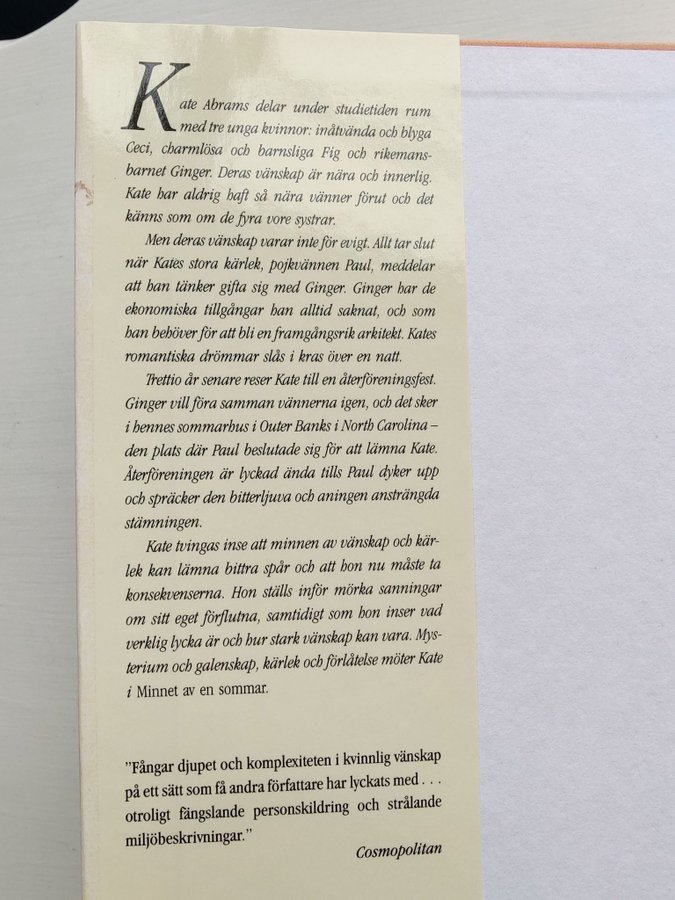 Kate Abrams delar under studietiden rum
med tre unga kvinnor: inåtvända och blyga
Ceci, charmlösa och barnsliga Fig och rikemans-
barnet Ginger. Deras vänskap är nära och innerlig.
Kate har aldrig haft så nära vänner förut och det
känns som om de fyra vore systrar.
Men deras vänskap varar inte för evigt. Allt tar slut
när Kates stora kärlek, pojkvännen Paul, meddelar
att han tänker gifta sig med Ginger. Ginger har de
ekonomiska tillgångar han alltid saknat, och som
han behöver för att bli en framgångsrik arkitekt. Kates
romantiska drömmar slås i kras över en natt.
Trettio år senare reser Kate till en återföreningsfest.
Ginger vill föra samman vännerna igen, och det sker
i hennes sommarhus i Outer Banks i North Carolina –
den plats där Paul beslutade sig för att lämna Kate.
Återföreningen är lyckad ända tills Paul dyker upp
och spräcker den bitterljuva och aningen ansträngda
stämningen.
Kate tvingas inse att minnen av vänskap och kär-
lek kan lämna bittra spår och att hon nu måste ta
konsekvenserna. Hon ställs inför mörka sanningar
om sitt eget förflutna, samtidigt som hon inser vad
verklig lycka är och hur stark vänskap kan vara. Mys-
terium och galenskap, kärlek och förlåtelse möter Kate
i Minnet av en sommar.
”Fångar djupet och komplexiteten i kvinnlig vänskap
på ett sätt som få andra författare har lyckats med . . .
otroligt fängslande personskildring och strålande
miljöbeskrivningar.”
Cosmopolitan